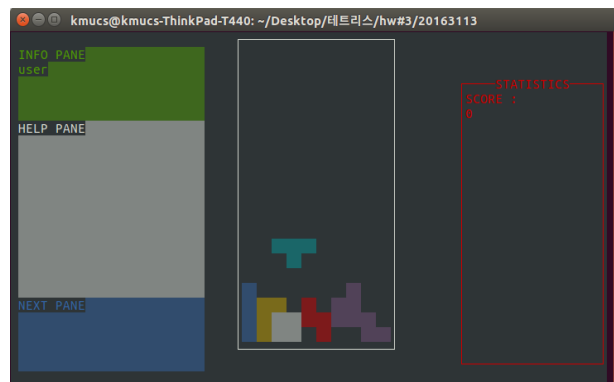 kmucs@kmucs-ThinkPad-T440: ~/Desktop/테트리스/hw#3/20163113
INFO PANE
user
HELP PANE
NEXT PANE
STATISTICS
SCORE :
0